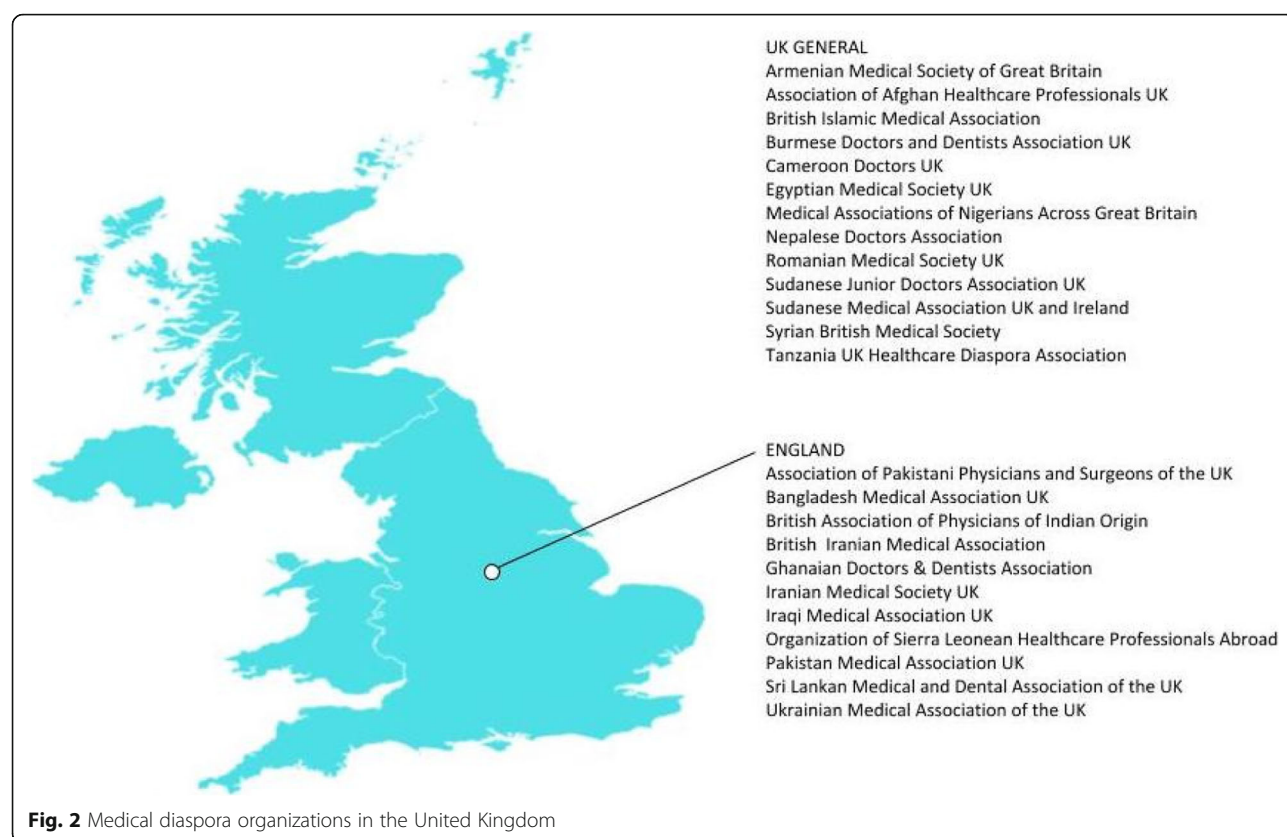 UK GENERAL
Armenian Medical Society of Great Britain
Association of Afghan Healthcare Professionals UK
British Islamic Medical Association
Burmese Doctors and Dentists Association UK
Cameroon Doctors UK
Egyptian Medical Society UK
Medical Associations of Nigerians Across Great Britain
Nepalese Doctors Association
Romanian Medical Society UK
Sudanese Junior Doctors Association UK
Sudanese Medical Association UK and Ireland
Syrian British Medical Society
Tanzania UK Healthcare Diaspora Association
ENGLAND
Association of Pakistani Physicians and Surgeons of the UK
Bangladesh Medical Association UK
British Association of Physicians of Indian Origin
British Iranian Medical Association
Ghanaian Doctors & Dentists Association
Iranian Medical Society UK
Iraqi Medical Association UK
Organization of Sierra Leonean Healthcare Professionals Abroad
Pakistan Medical Association UK
Sri Lankan Medical and Dental Association of the UK
Ukrainian Medical Association of the UK
Fig. 2 Medical diaspora organizations in the United Kingdom